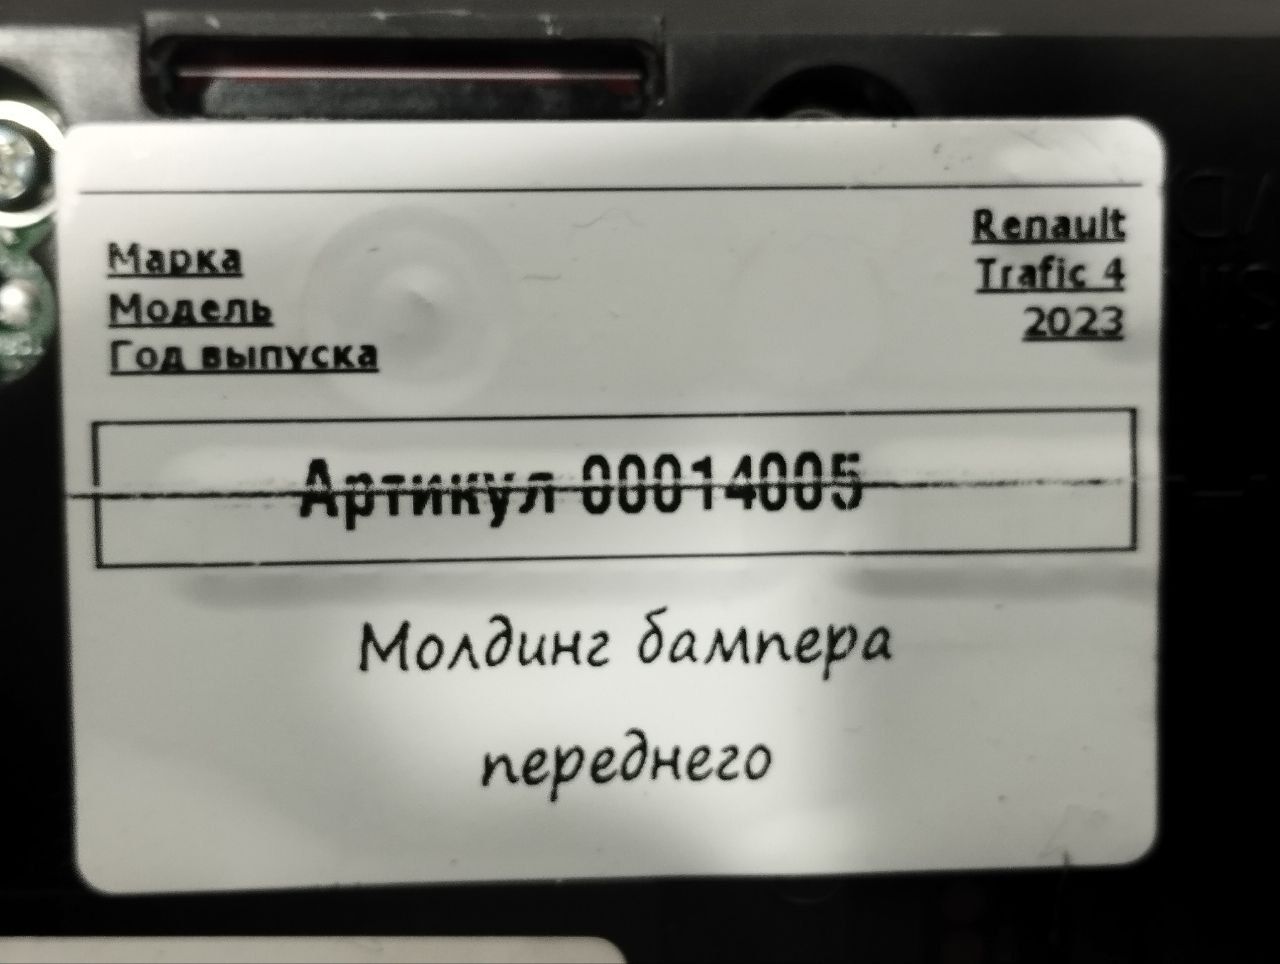 Марка Renault
Модель Trafic 4
Год выпуска 2023
Артикул 00014005
Молдинг бампера
переднего